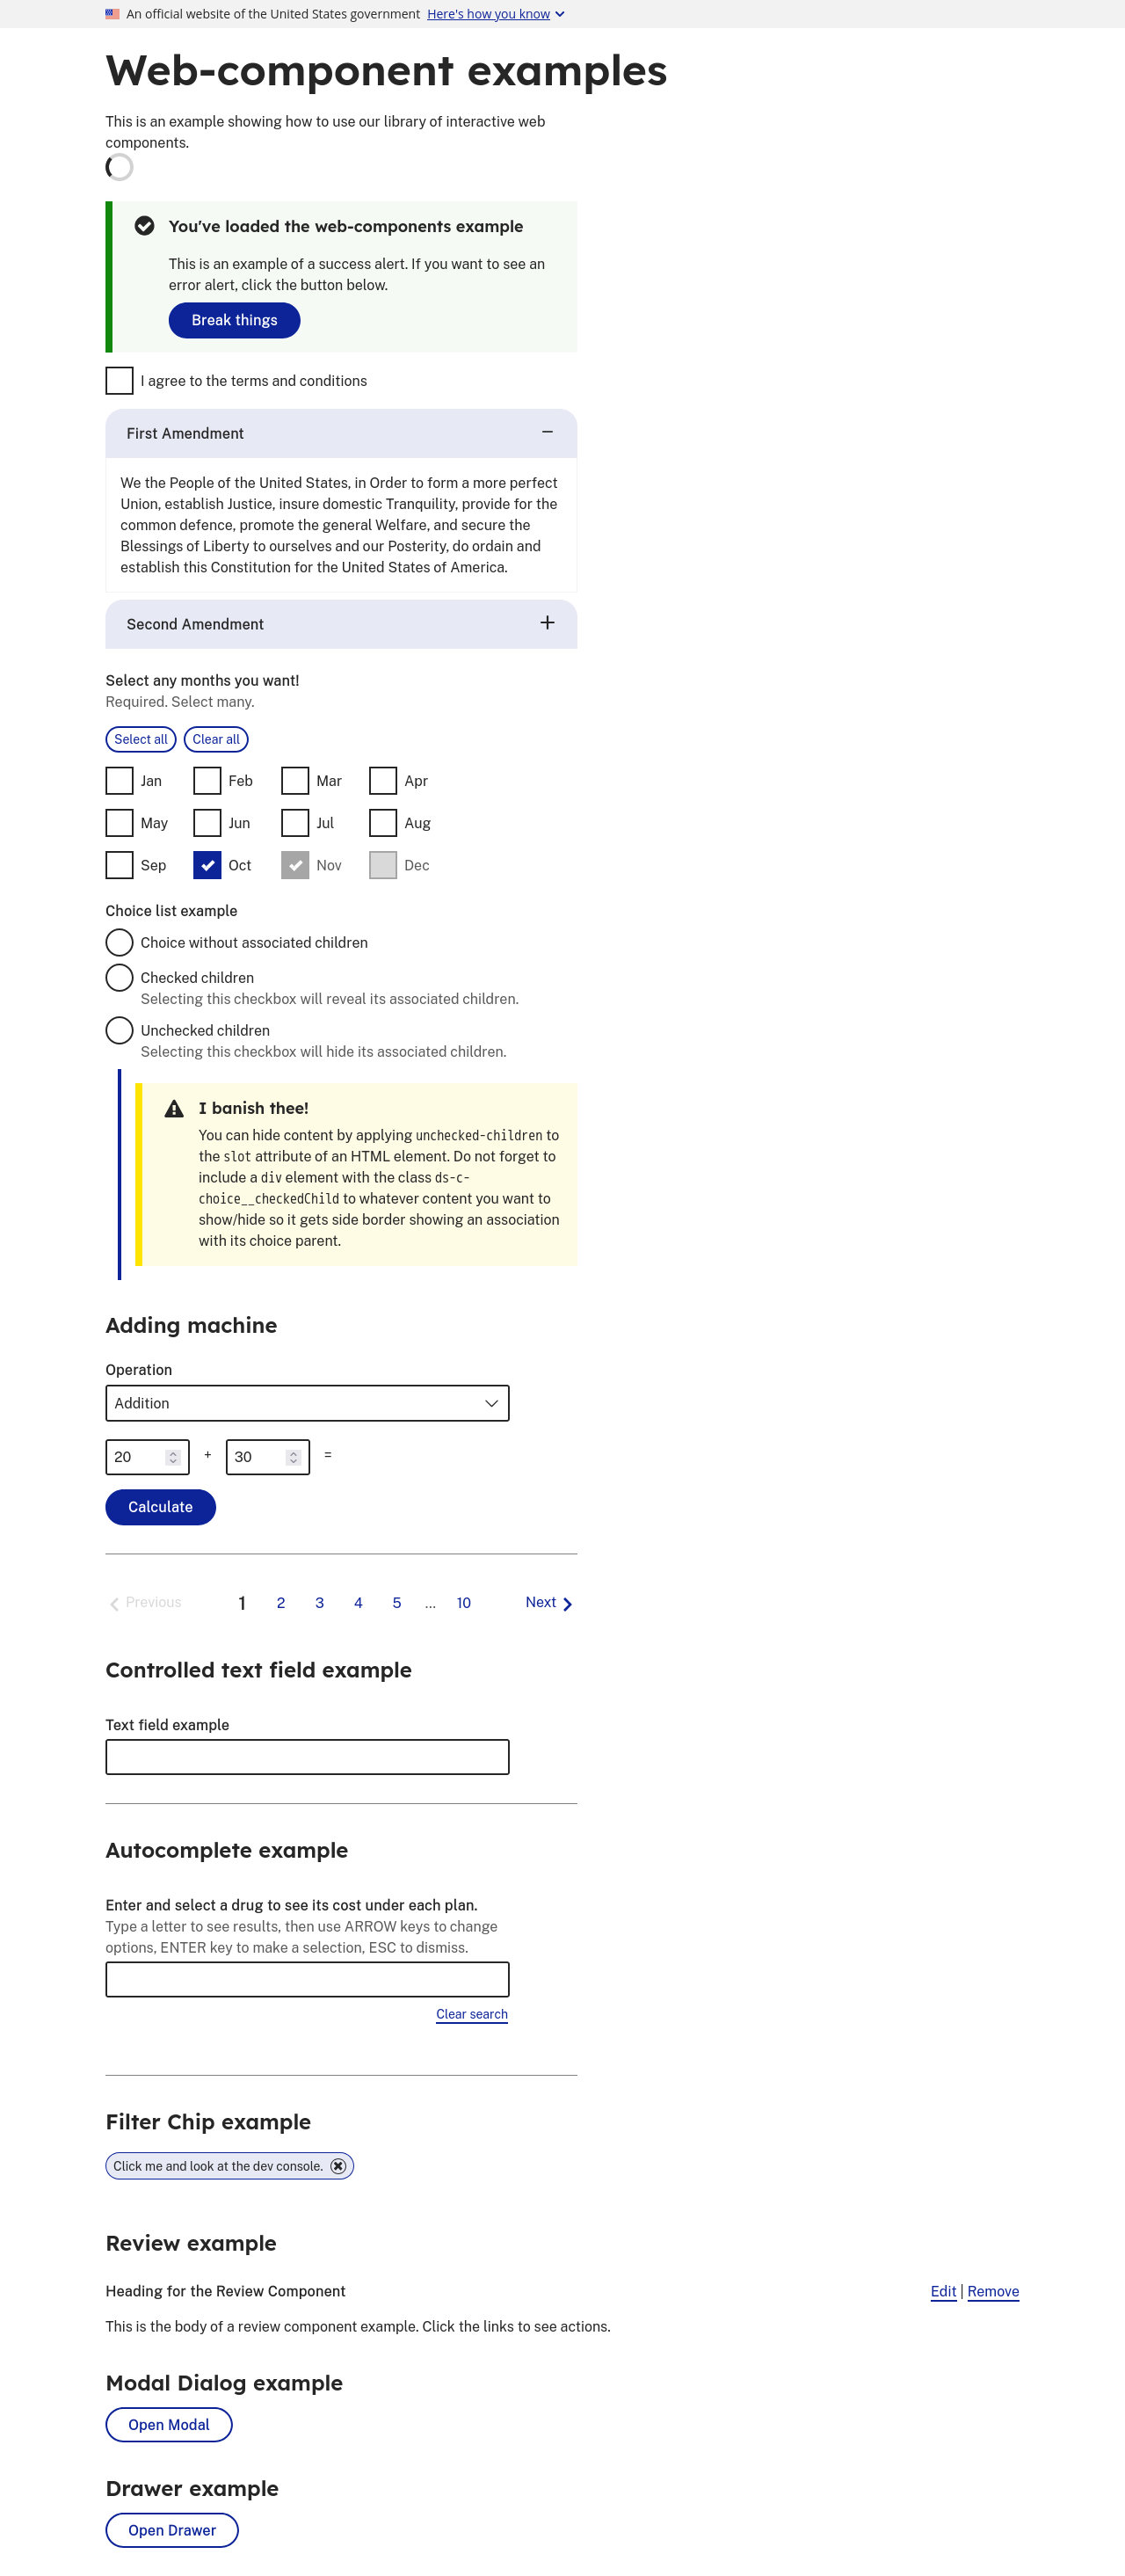 An official website of the United States government Here's how you know
Web-component examples
This is an example showing how to use our library of interactive web
components.
You've loaded the web-components example
This is an example of a success alert. If you want to see an
error alert, click the button below.
Break things
I agree to the terms and conditions
First Amendment
We the People of the United States, in Order to form a more perfect
Union, establish Justice, insure domestic Tranquility, provide for the
common defence, promote the general Welfare, and secure the
Blessings of Liberty to ourselves and our Posterity, do ordain and
establish this Constitution for the United States of America.
Second Amendment
Select any months you want!
Required. Select many.
Select all Clear all
Jan Feb Mar Apr
May Jun Jul Aug
Sep Oct Nov Dec
Choice list example
Choice without associated children
Checked children
Selecting this checkbox will reveal its associated children.
Unchecked children
Selecting this checkbox will hide its associated children.
I banish thee!
You can hide content by applying unchecked-children to
the slot attribute of an HTML element. Do not forget to
include a div element with the class ds-c-
choice__checkedChild to whatever content you want to
show/hide so it gets side border showing an association
with its choice parent.
Adding machine
Operation
Addition
20 + 30 =
Calculate
Previous 1 2 3 4 5 ... 10 Next
Controlled text field example
Text field example
Autocomplete example
Enter and select a drug to see its cost under each plan.
Type a letter to see results, then use ARROW keys to change
options, ENTER key to make a selection, ESC to dismiss.
Clear search
Filter Chip example
Click me and look at the dev console.
Review example
Heading for the Review Component Edit | Remove
This is the body of a review component example. Click the links to see actions.
Modal Dialog example
Open Modal
Drawer example
Open Drawer